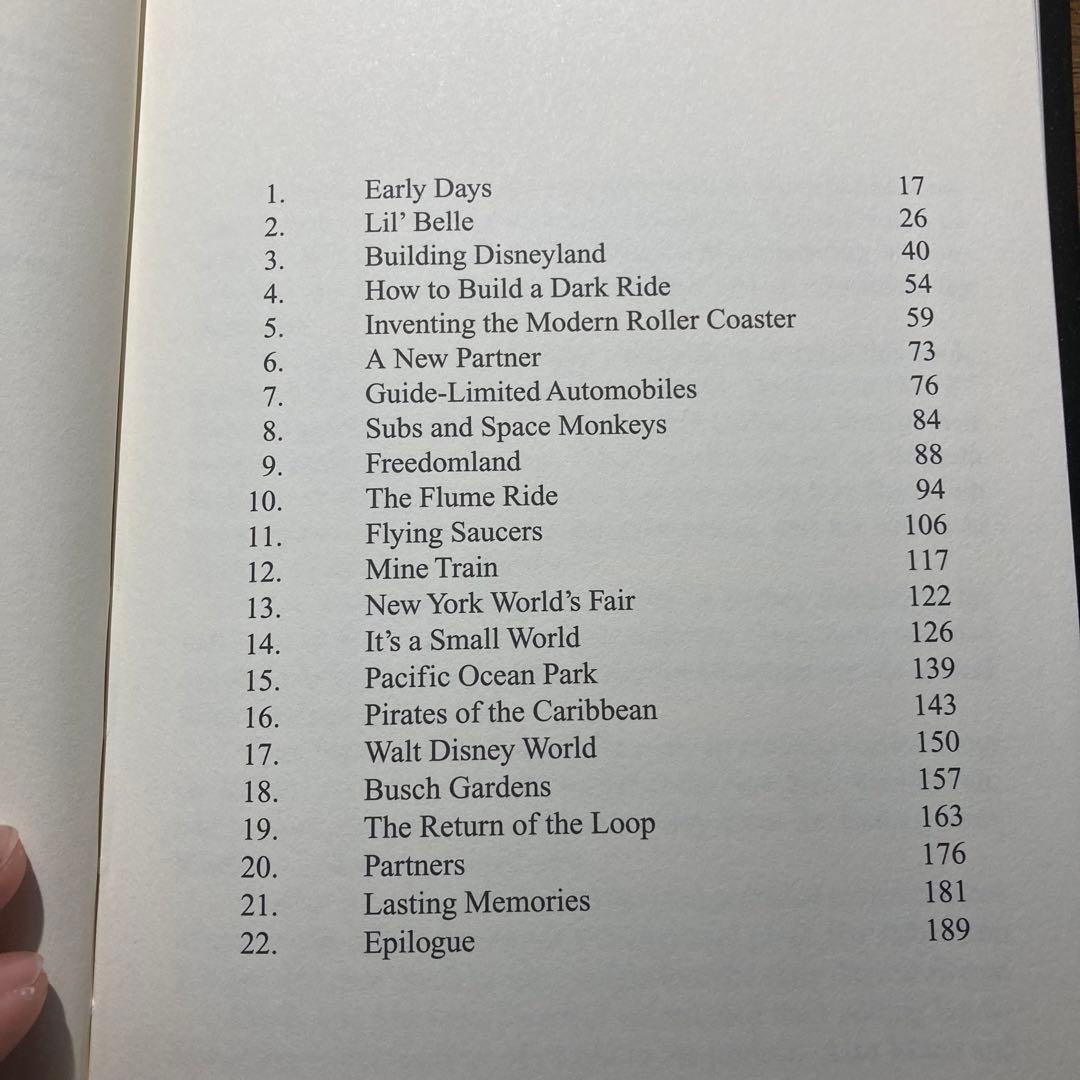 1. Early Days 17
2. Lil’ Belle 26
3. Building Disneyland 40
4. How to Build a Dark Ride 54
5. Inventing the Modern Roller Coaster 59
6. A New Partner 73
7. Guide-Limited Automobiles 76
8. Subs and Space Monkeys 84
9. Freedomland 88
10. The Flume Ride 94
11. Flying Saucers 106
12. Mine Train 117
13. New York World’s Fair 122
14. It’s a Small World 126
15. Pacific Ocean Park 139
16. Pirates of the Caribbean 143
17. Walt Disney World 150
18. Busch Gardens 157
19. The Return of the Loop 163
20. Partners 176
21. Lasting Memories 181
22. Epilogue 189